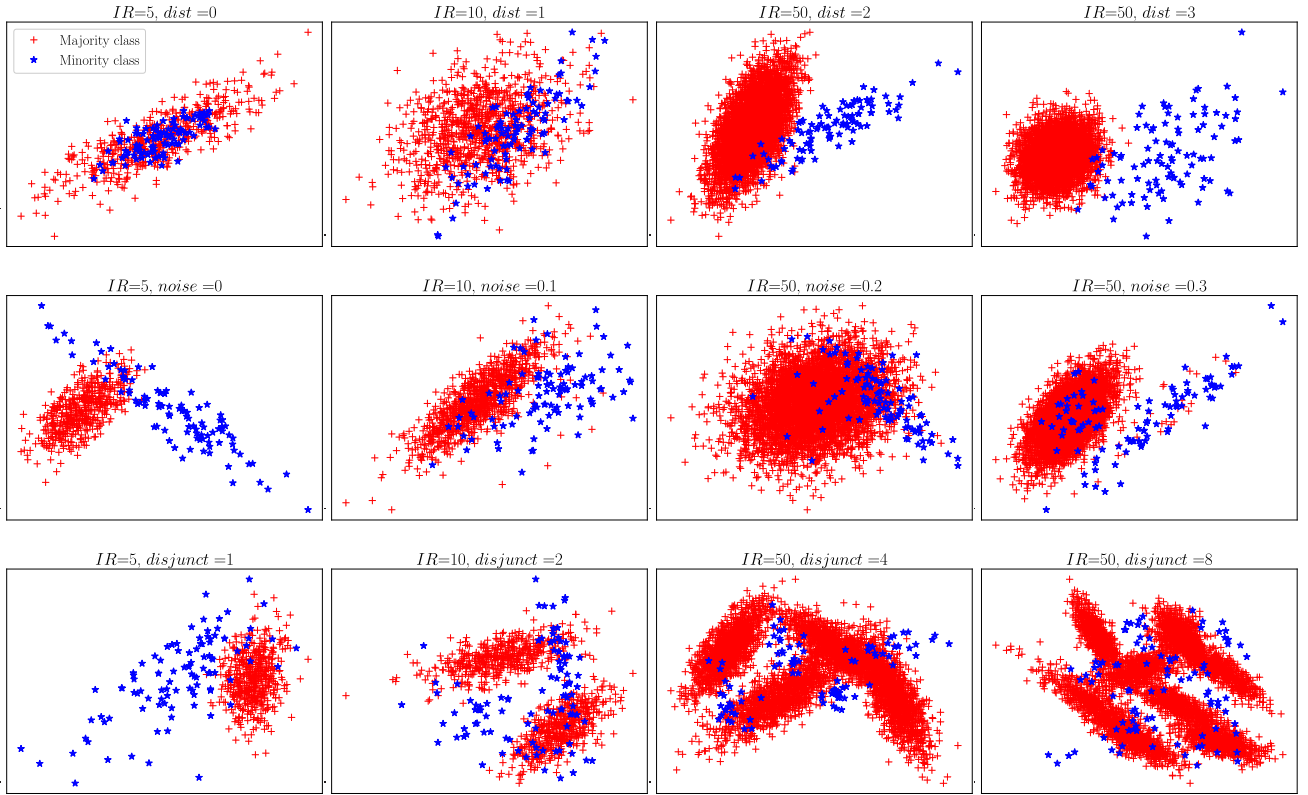 IR=5, dist =0
IR=10, dist =1
IR=50, dist =2
IR=50, dist =3
Majority class
Minority class
IR=5, noise =0
IR=10, noise =0.1
IR=50, noise =0.2
IR=50, noise =0.3
IR=5, disjunct =1
IR=10, disjunct =2
IR=50, disjunct =4
IR=50, disjunct =8